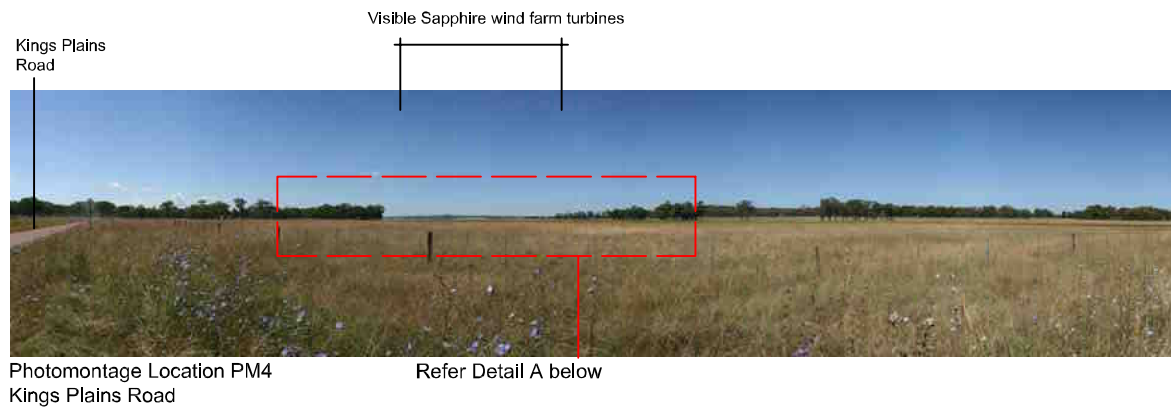 Visible Sapphire wind farm turbines
Kings Plains
Road
Photomontage Location PM4
Kings Plains Road
Refer Detail A below